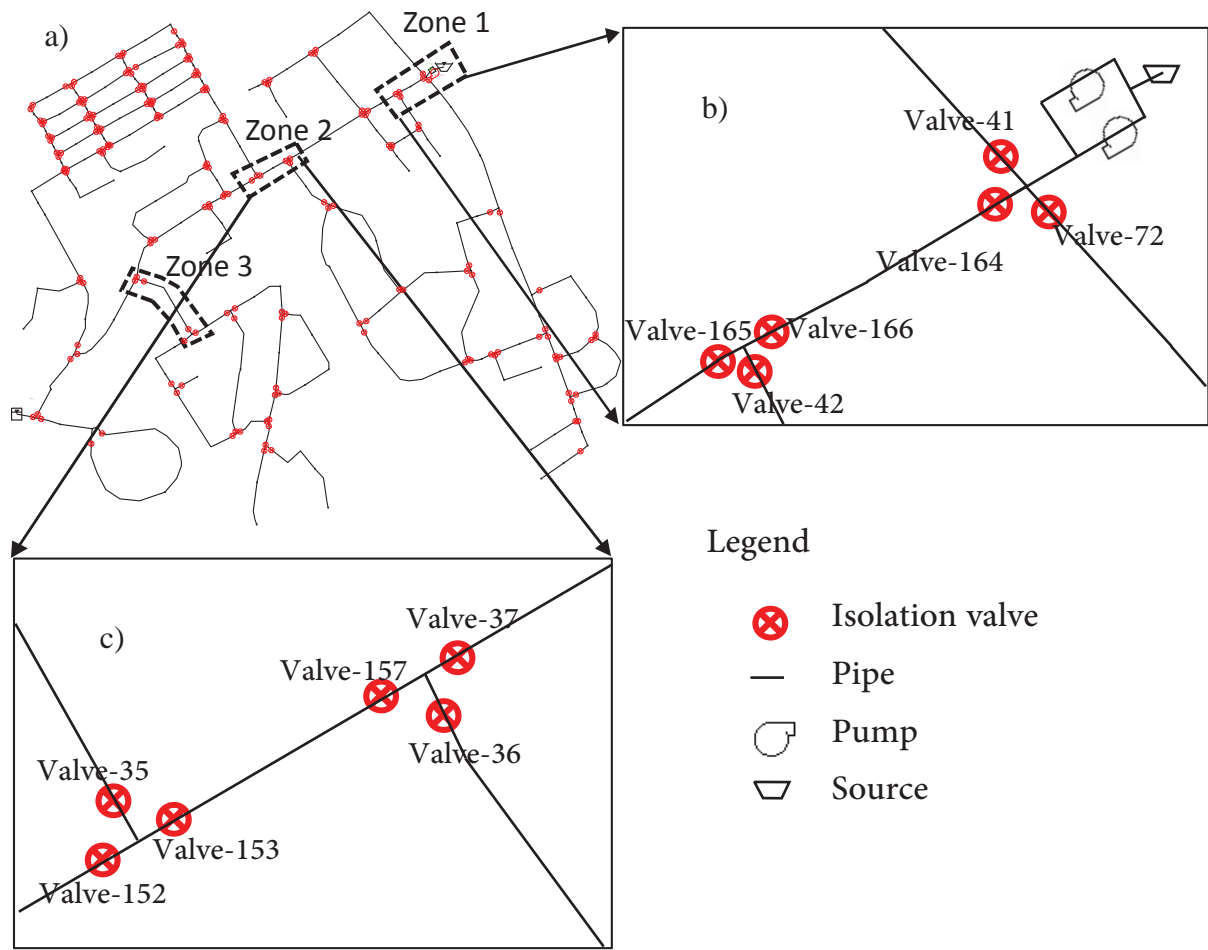 a)
Zone 1
Zone 2
Zone 3
b)
Valve-41
Valve-72
Valve-164
Valve-165
Valve-166
Valve-42
c)
Valve-37
Valve-157
Valve-36
Valve-35
Valve-153
Valve-152
Legend
Isolation valve
Pipe
Pump
Source